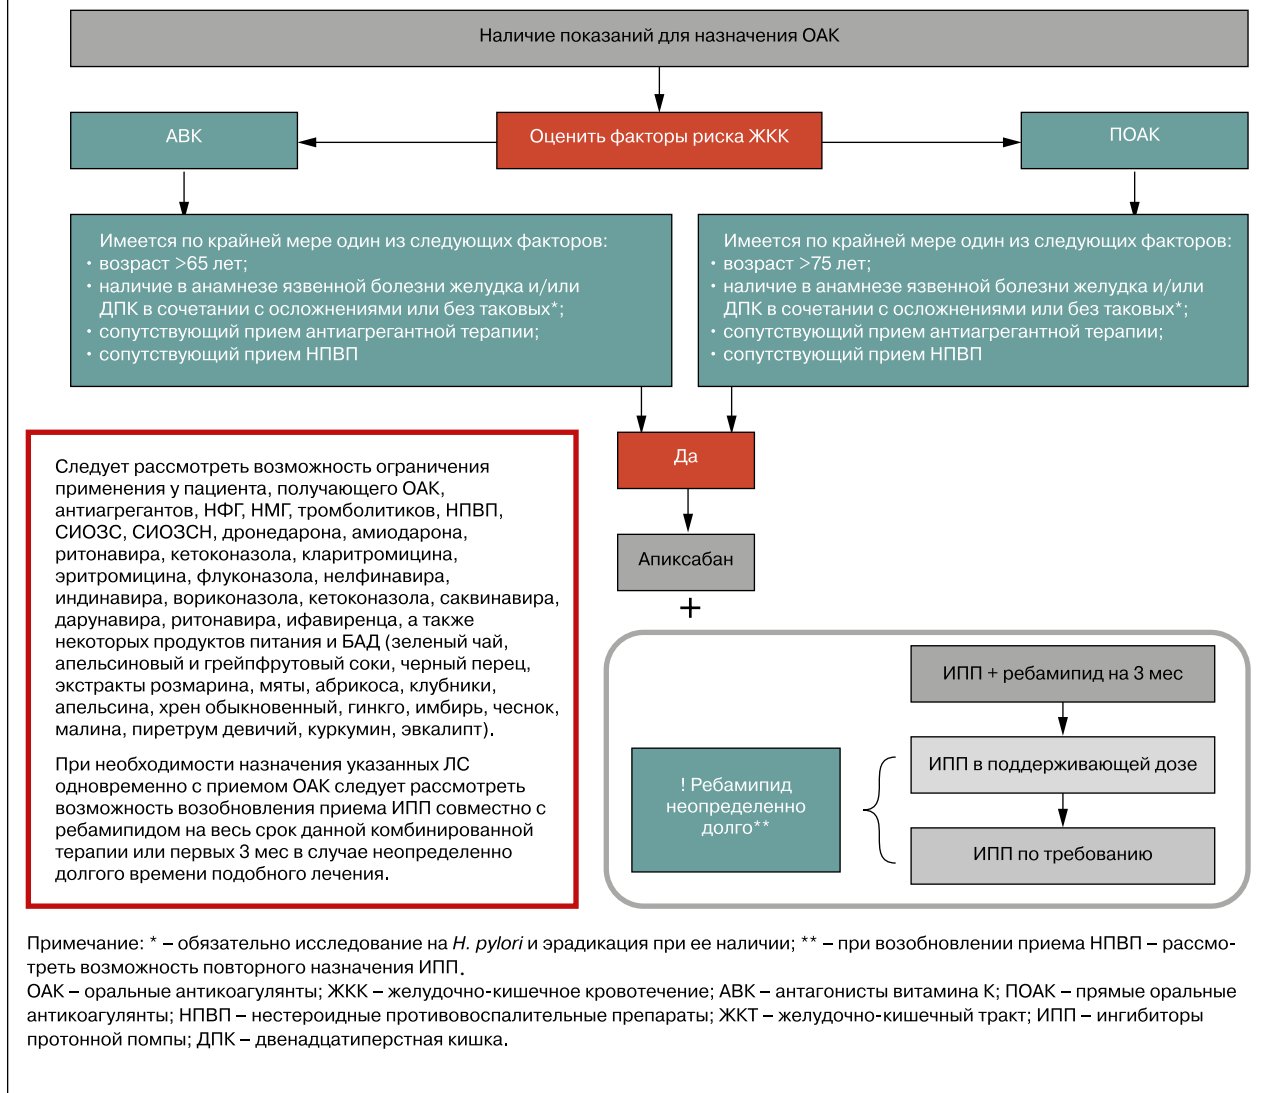 Наличие показаний для назначения ОАК
АВК
Оценить факторы риска ЖКК
ПОАК
Имеется по крайней мере один из следующих факторов:
• возраст >65 лет;
• наличие в анамнезе язвенной болезни желудка и/или
ДПК в сочетании с осложнениями или без таковых*;
• сопутствующий прием антиагрегантной терапии;
• сопутствующий прием НПВП
Имеется по крайней мере один из следующих факторов:
• возраст >75 лет;
• наличие в анамнезе язвенной болезни желудка и/или
ДПК в сочетании с осложнениями или без таковых*;
• сопутствующий прием антиагрегантной терапии;
• сопутствующий прием НПВП
Да
Апиксабан
+
Следует рассмотреть возможность ограничения
применения у пациента, получающего ОАК,
антиагрегантов, НФГ, НМГ, тромболитиков, НПВП,
СИОЗС, СИОЗСН, дронедарона, амиодарона,
ритонавира, кетоконазола, кларитромицина,
эритромицина, флуконазола, нелфинавира,
индинавира, вориконазола, кетоконазола, саквинавира,
дарунавира, ритонавира, ифавиренца, а также
некоторых продуктов питания и БАД (зеленый чай,
апельсиновый и грейпфрутовый соки, черный перец,
экстракты розмарина, мяты, абрикоса, клубники,
апельсина, хрен обыкновенный, гинкго, имбирь, чеснок,
малина, пиретрум девичий, куркумин, эвкалипт).
При необходимости назначения указанных ЛС
одновременно с приемом ОАК следует рассмотреть
возможность возобновления приема ИПП совместно с
ребамипидом на весь срок данной комбинированной
терапии или первых 3 мес в случае неопределенно
долгого времени подобного лечения.
ИПП + ребамипид на 3 мес
ИПП в поддерживающей дозе
ИПП по требованию
! Ребамипид
неопределенно
долго**
Примечание: * – обязательно исследование на H. pylori и эрадикация при ее наличии; ** – при возобновлении приема НПВП – рассмо-
треть возможность повторного назначения ИПП.
ОАК – оральные антикоагулянты; ЖКК – желудочно-кишечное кровотечение; АВК – антагонисты витамина К; ПОАК – прямые оральные
антикоагулянты; НПВП – нестероидные противовоспалительные препараты; ЖКТ – желудочно-кишечный тракт; ИПП – ингибиторы
протонной помпы; ДПК – двенадцатиперстная кишка.